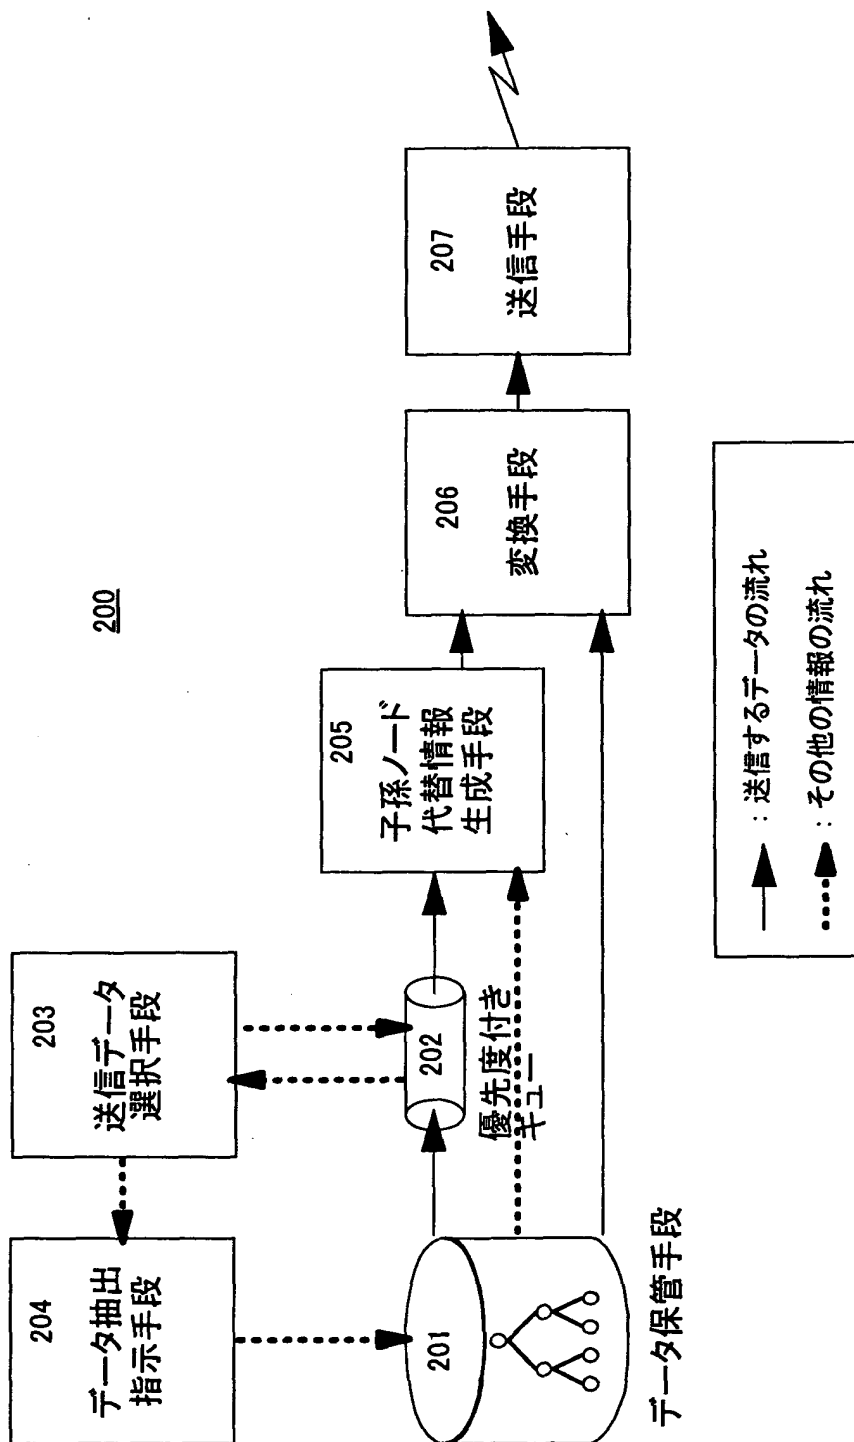 200
204
データ抽出
指示手段
203
送信データ
選択手段
201
データ保管手段
202
優先度付き
キュー
205
子孫ノード
代替情報
生成手段
206
変換手段
207
送信手段
：送信するデータの流れ
：その他の情報の流れ